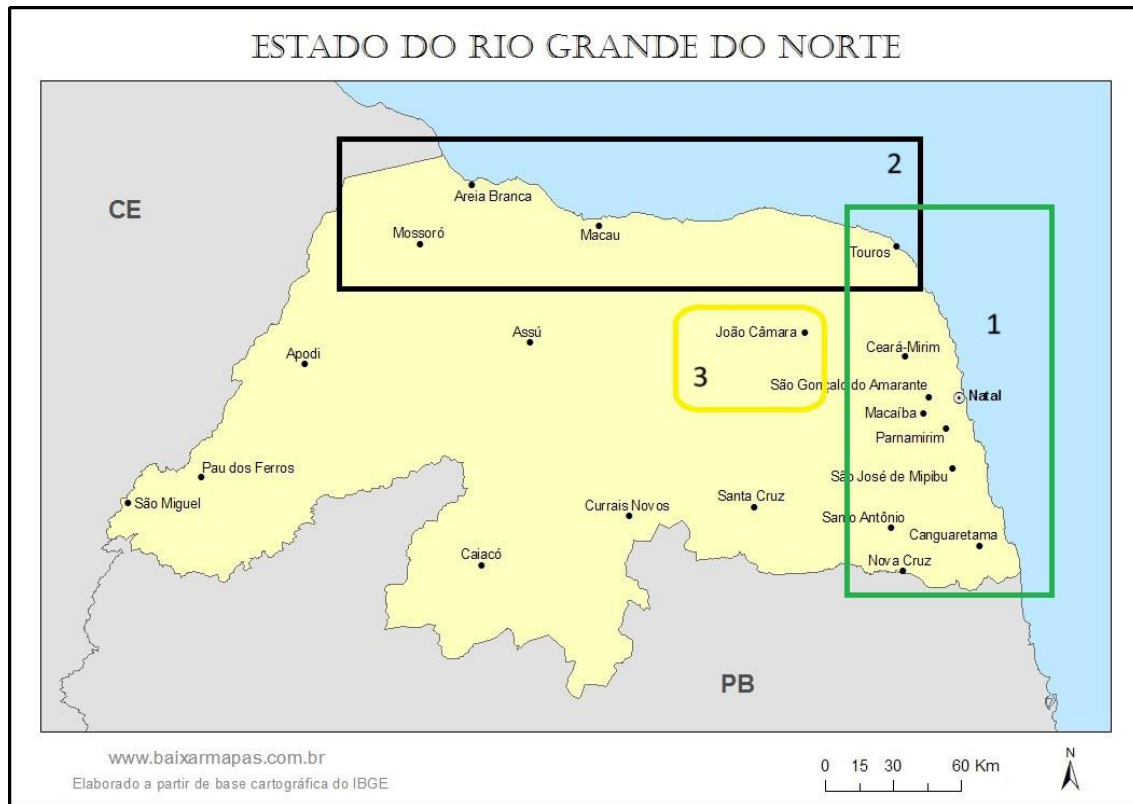 ESTADO DO RIO GRANDE DO NORTE
2
CE
Areia Branca
Mossoró
Macau
Touros
1
João Câmara
Assú
Ceará-Mirim
Apodi
3
São Gonçalo do Amarante
Natal
Macaíba
Parnamirim
Pau dos Ferros
São José de Mipibu
São Miguel
Santa Cruz
Currais Novos
Santo Antônio
Canguaretama
Caiacó
Nova Cruz
PB
www.baixarmapas.com.br
Elaborado a partir de base cartográfica do IBGE
N
0 15 30 60 Km